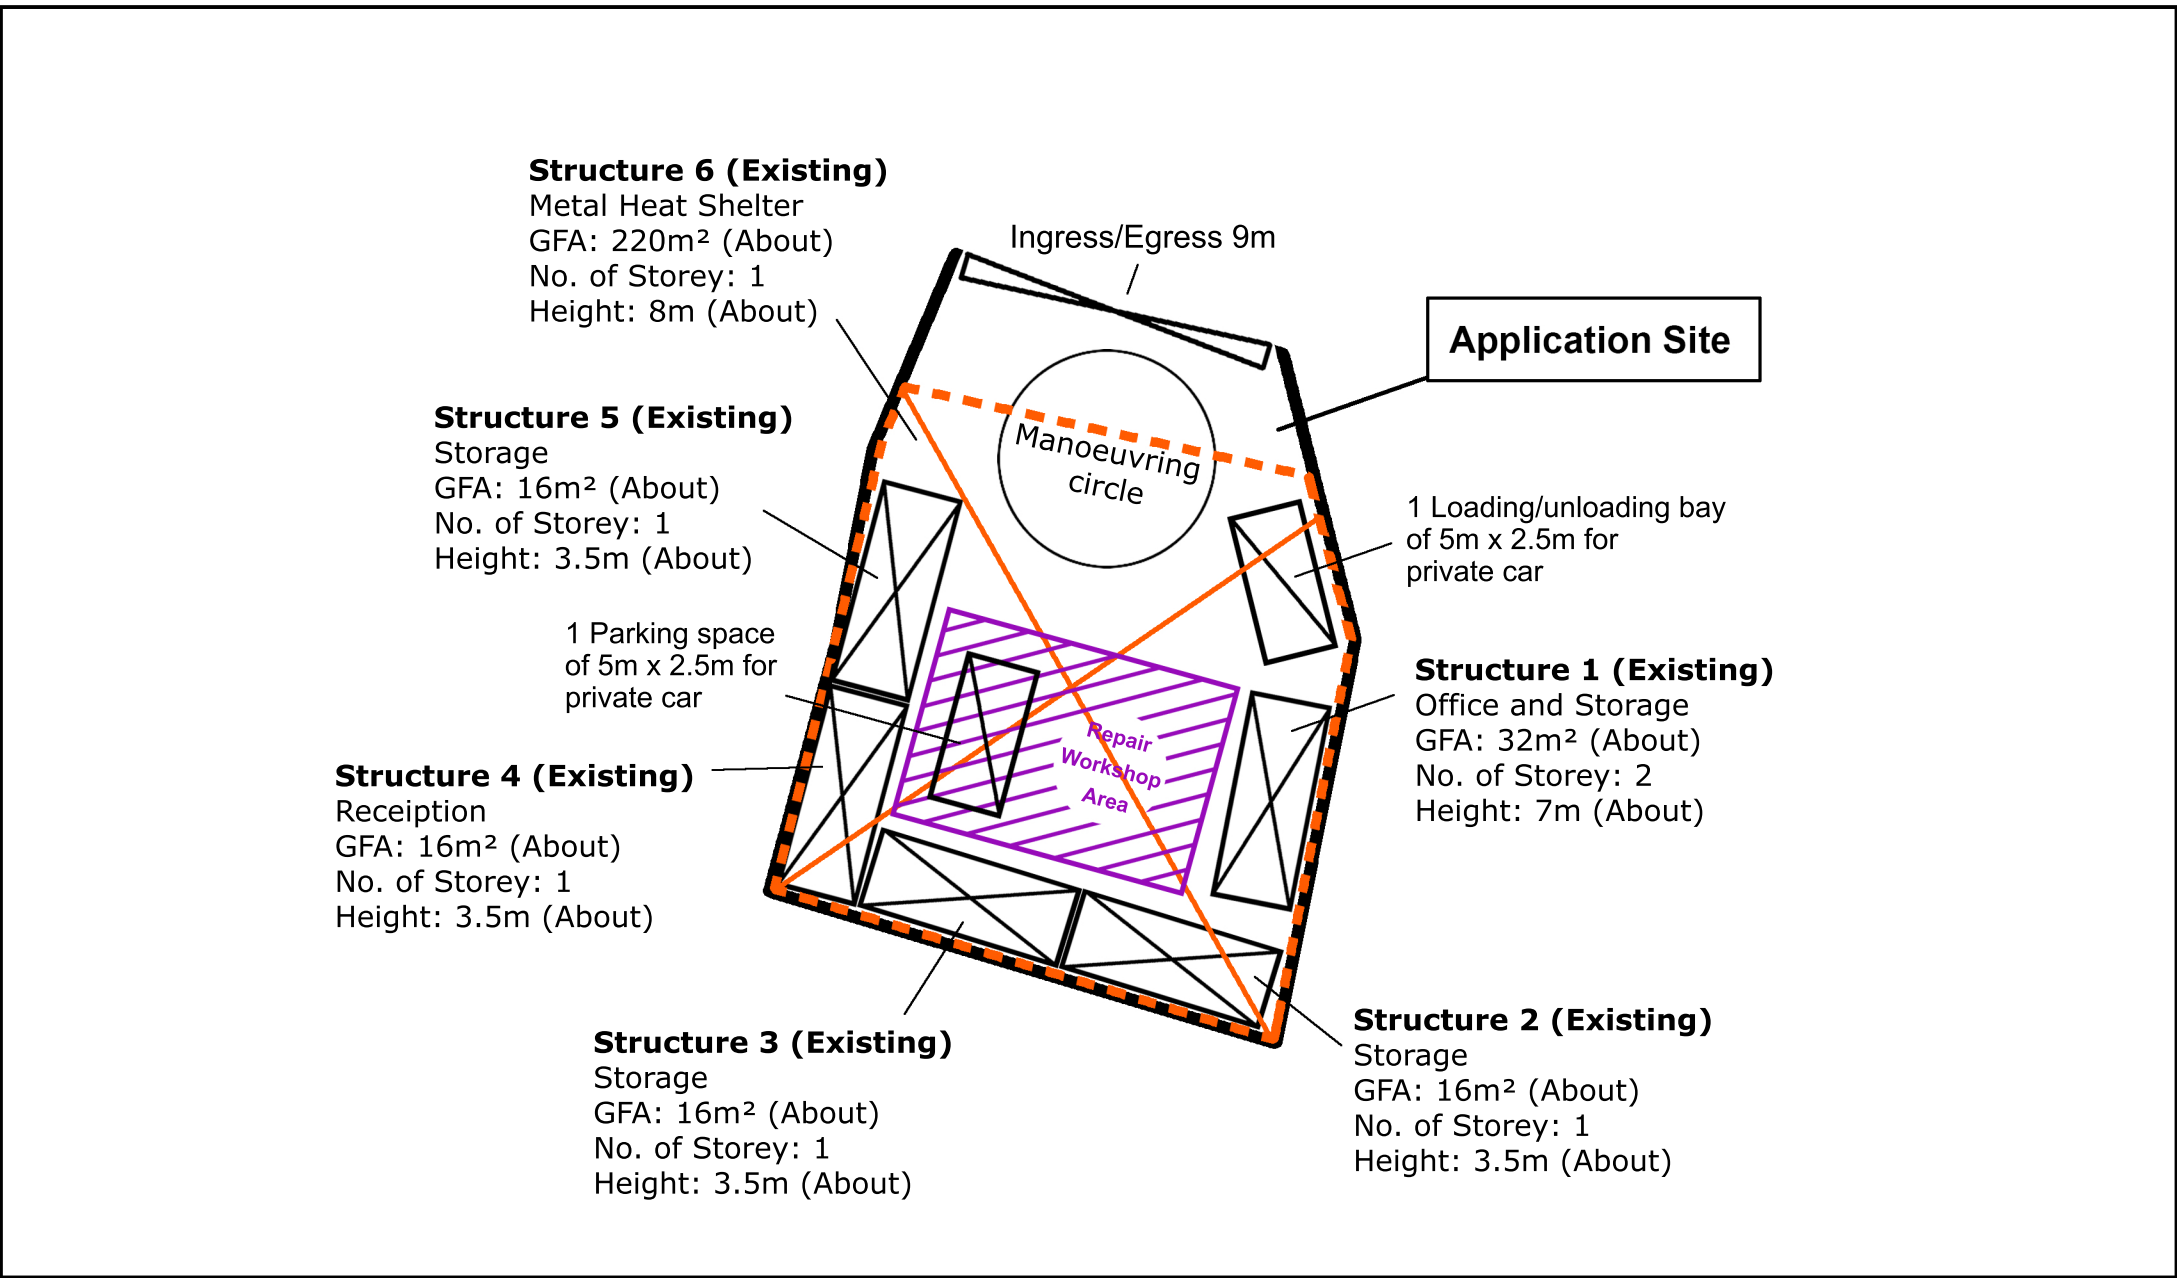 Structure 6 (Existing)
Metal Heat Shelter
GFA: 220m² (About)
No. of Storey: 1
Height: 8m (About)
Ingress/Egress 9m
Application Site
Structure 5 (Existing)
Storage
GFA: 16m² (About)
No. of Storey: 1
Height: 3.5m (About)
Manoeuvring
circle
1 Loading/unloading bay
of 5m x 2.5m for
private car
1 Parking space
of 5m x 2.5m for
private car
Structure 1 (Existing)
Office and Storage
GFA: 32m² (About)
No. of Storey: 2
Height: 7m (About)
Repair
Workshop
Area
Structure 4 (Existing)
Receiption
GFA: 16m² (About)
No. of Storey: 1
Height: 3.5m (About)
Structure 3 (Existing)
Storage
GFA: 16m² (About)
No. of Storey: 1
Height: 3.5m (About)
Structure 2 (Existing)
Storage
GFA: 16m² (About)
No. of Storey: 1
Height: 3.5m (About)